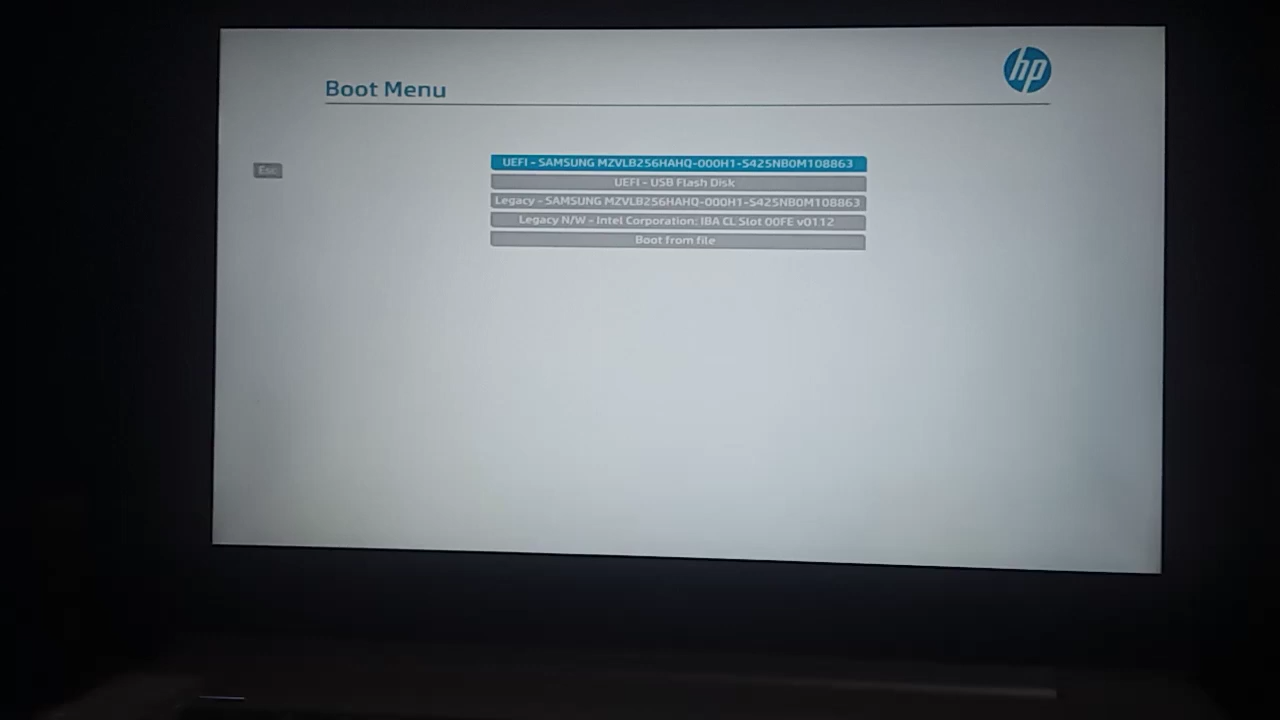 hp
Boot Menu
Esc
UEFI - SAMSUNG MZVLB256HAHQ-000H1-S425NB0M108863
UEFI - USB Flash Disk
Legacy - SAMSUNG MZVLB256HAHQ-000H1-S425NB0M108863
Legacy N/W - Intel Corporation: IBA CL Slot 00FE v0112
Boot from file